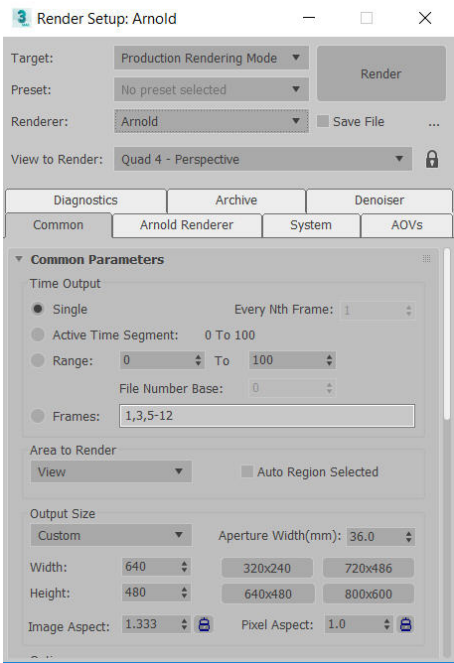 3 Render Setup: Arnold
Target: Production Rendering Mode
Render
Preset: No preset selected
Renderer: Arnold Save File ...
View to Render: Quad 4 - Perspective
Diagnostics Archive Denoiser
Common Arnold Renderer System AOVs
Common Parameters
Time Output
Single Every Nth Frame: 1
Active Time Segment: 0 To 100
Range: 0 To 100
File Number Base: 0
Frames: 1,3,5-12
Area to Render
View Auto Region Selected
Output Size
Custom Aperture Width(mm): 36.0
Width: 640 320x240 720x486
Height: 480 640x480 800x600
Image Aspect: 1.333 Pixel Aspect: 1.0